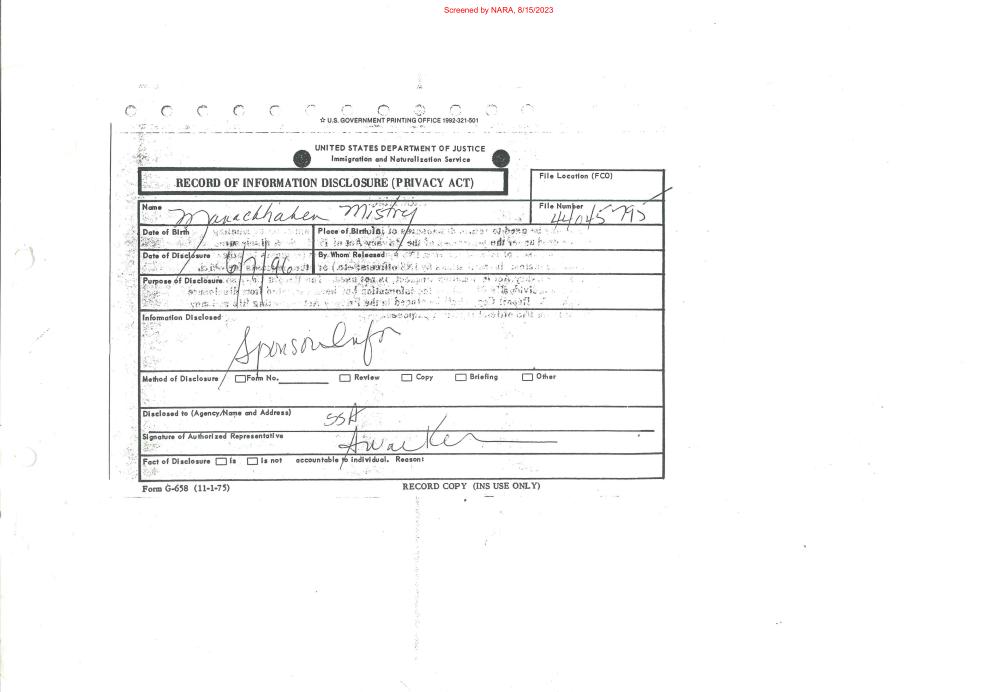 Screened by NARA, 8/15/2023
☆ U.S. GOVERNMENT PRINTING OFFICE 1992-321-501
UNITED STATES DEPARTMENT OF JUSTICE
Immigration and Naturalization Service
RECORD OF INFORMATION DISCLOSURE (PRIVACY ACT)
File Location (FCO)
Name Manachhaben Mistry
File Number 44045795
Date of Birth
Place of Birth
Date of Disclosure 6/7/96
By Whom Released
Purpose of Disclosure
Information Disclosed
Sponsor Info
Method of Disclosure Form No. Review Copy Briefing Other
Disclosed to (Agency/Name and Address) SSA
Signature of Authorized Representative
Fact of Disclosure is is not accountable to individual. Reason:
Form G-658 (11-1-75)
RECORD COPY (INS USE ONLY)